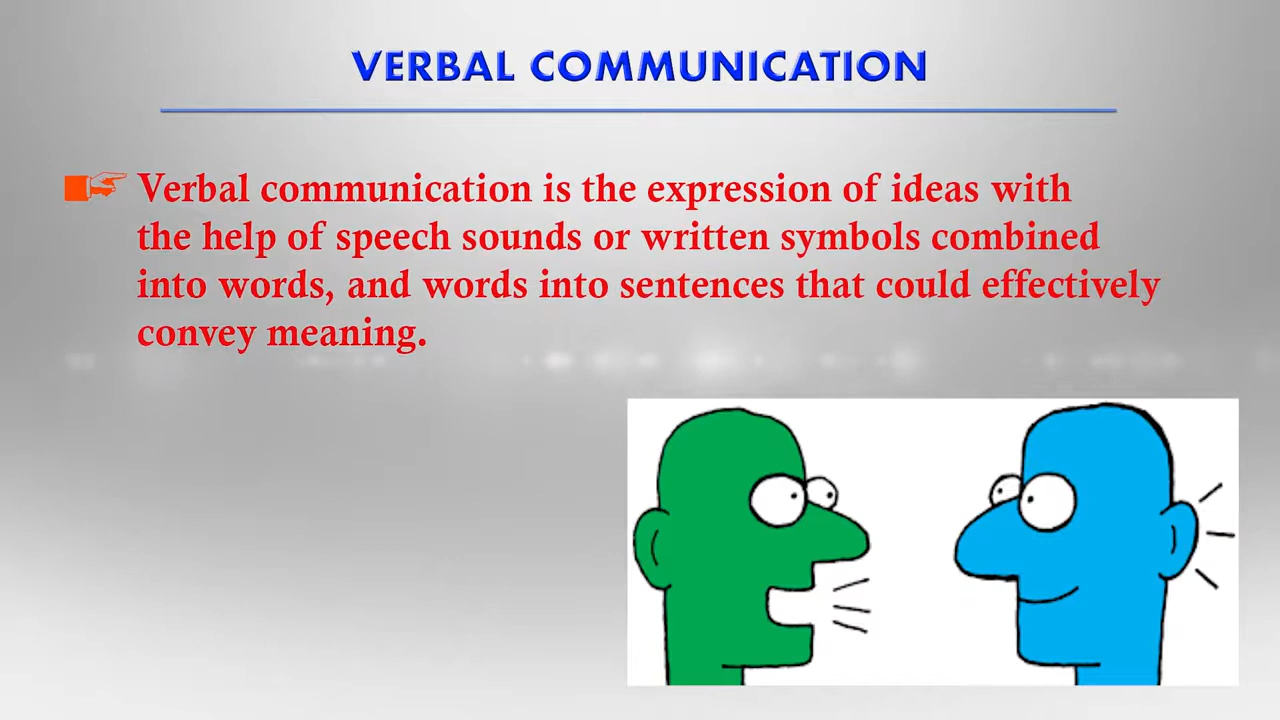 VERBAL COMMUNICATION
Verbal communication is the expression of ideas with
the help of speech sounds or written symbols combined
into words, and words into sentences that could effectively
convey meaning.